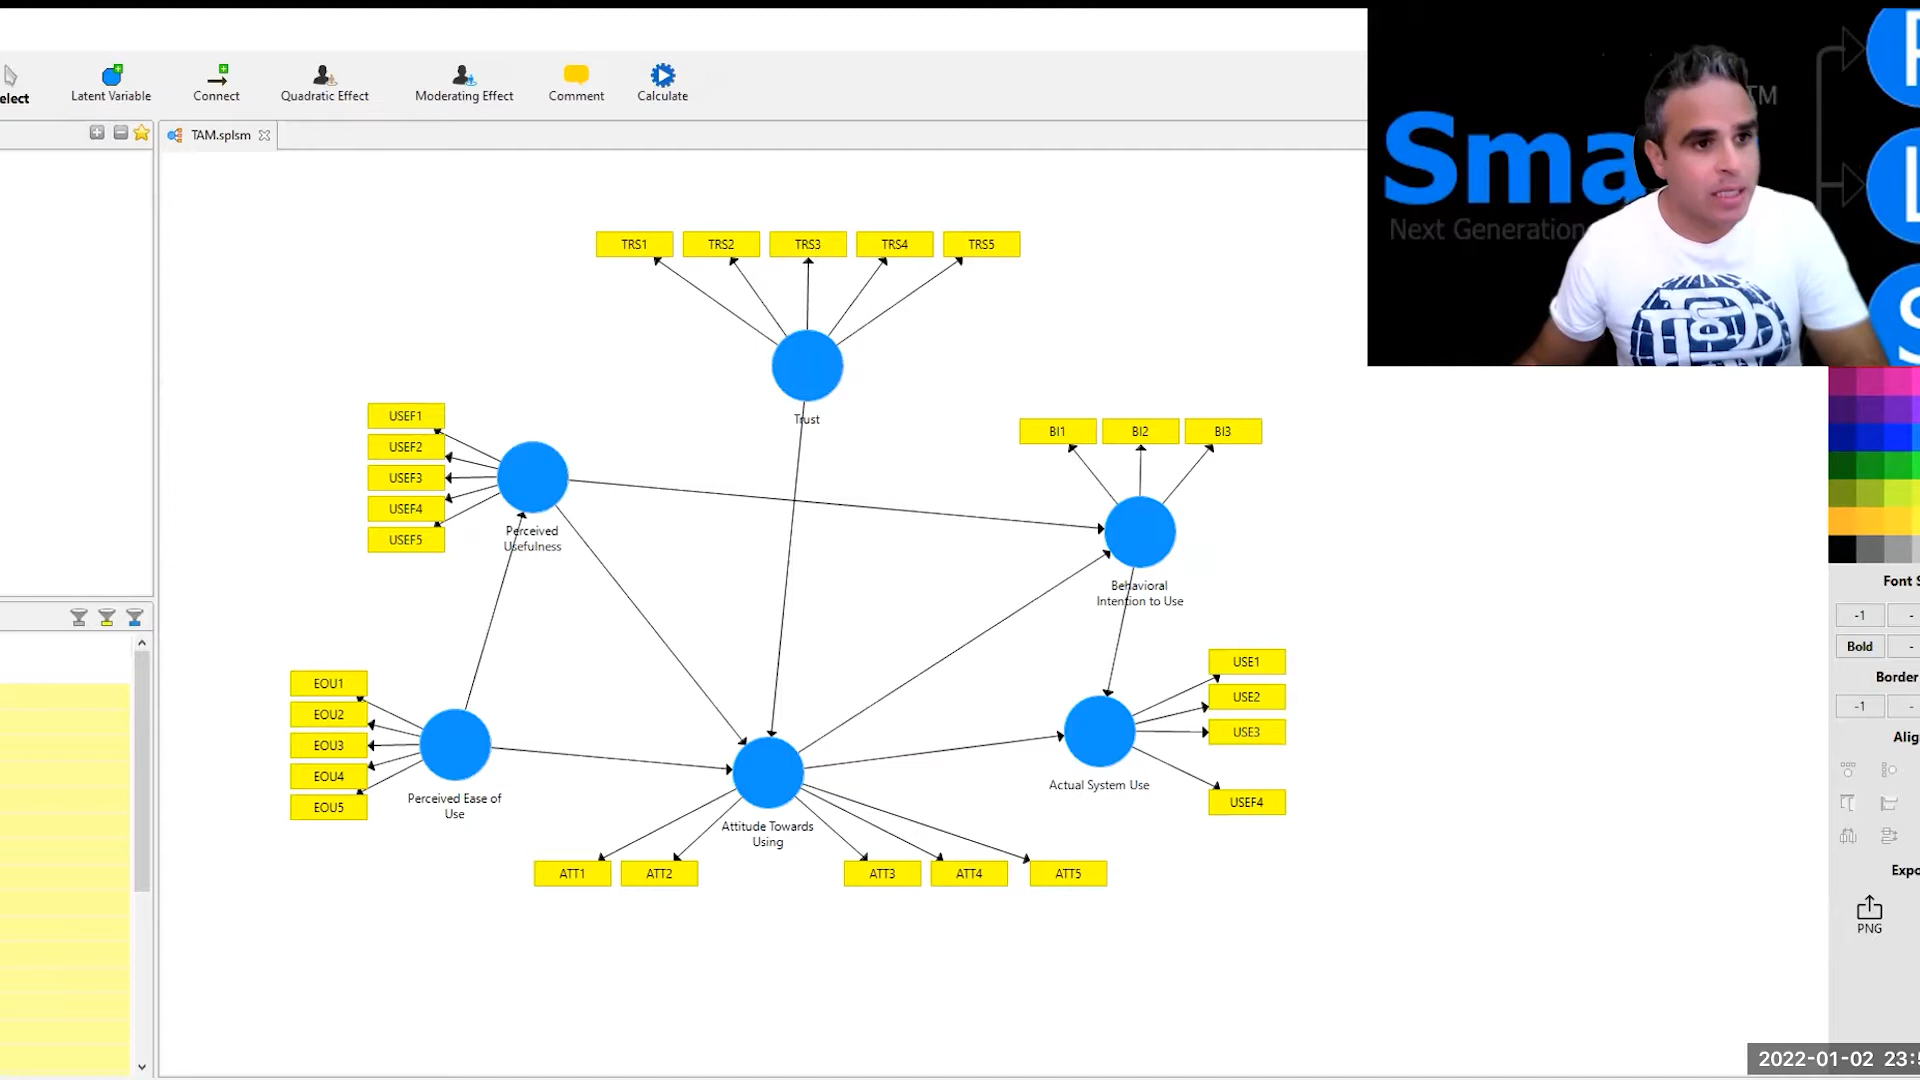 elect
Latent Variable
Connect
Quadratic Effect
Moderating Effect
Comment
Calculate
TAM.splsm
TRS1 TRS2 TRS3 TRS4 TRS5
Trust
USEF1
USEF2
USEF3
USEF4
USEF5
Perceived
Usefulness
BI1 BI2 BI3
Behavioral
Intention to Use
EOU1
EOU2
EOU3
EOU4
EOU5
Perceived Ease of
Use
Attitude Towards
Using
ATT1 ATT2 ATT3 ATT4 ATT5
USE1
USE2
USE3
USEF4
Actual System Use
Sma
TM
Next Generation
P
L
S
Font S
-1 -
Bold -
Border
-1 -
Alig
Expo
PNG
2022-01-02 23:5